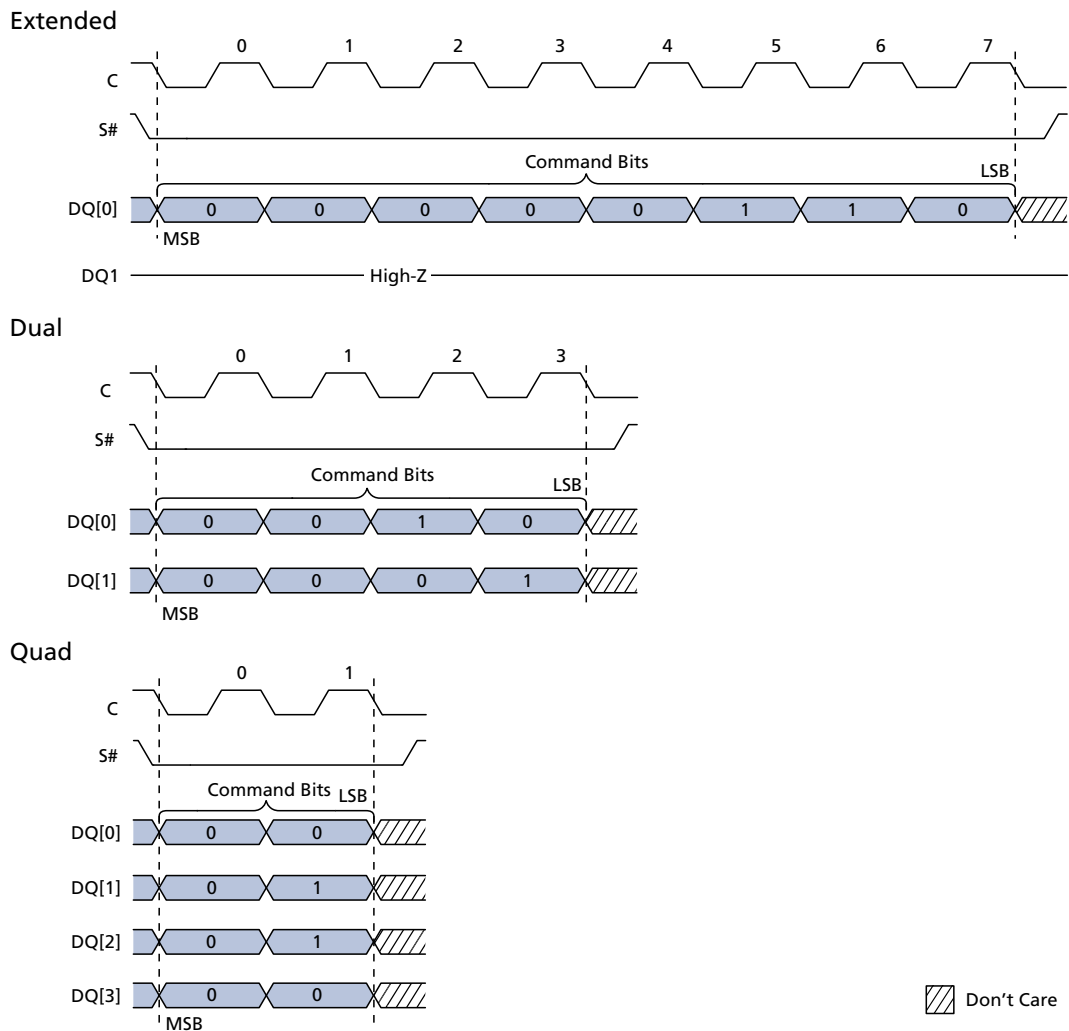 Extended
0 1 2 3 4 5 6 7
C
S#
Command Bits
LSB
DQ[0] 0 0 0 0 0 1 1 0
MSB
DQ1 High-Z
Dual
0 1 2 3
C
S#
Command Bits
LSB
DQ[0] 0 0 1 0
DQ[1] 0 0 0 1
MSB
Quad
0 1
C
S#
Command Bits LSB
DQ[0] 0 0
DQ[1] 0 1
DQ[2] 0 1
DQ[3] 0 0
MSB
Don't Care